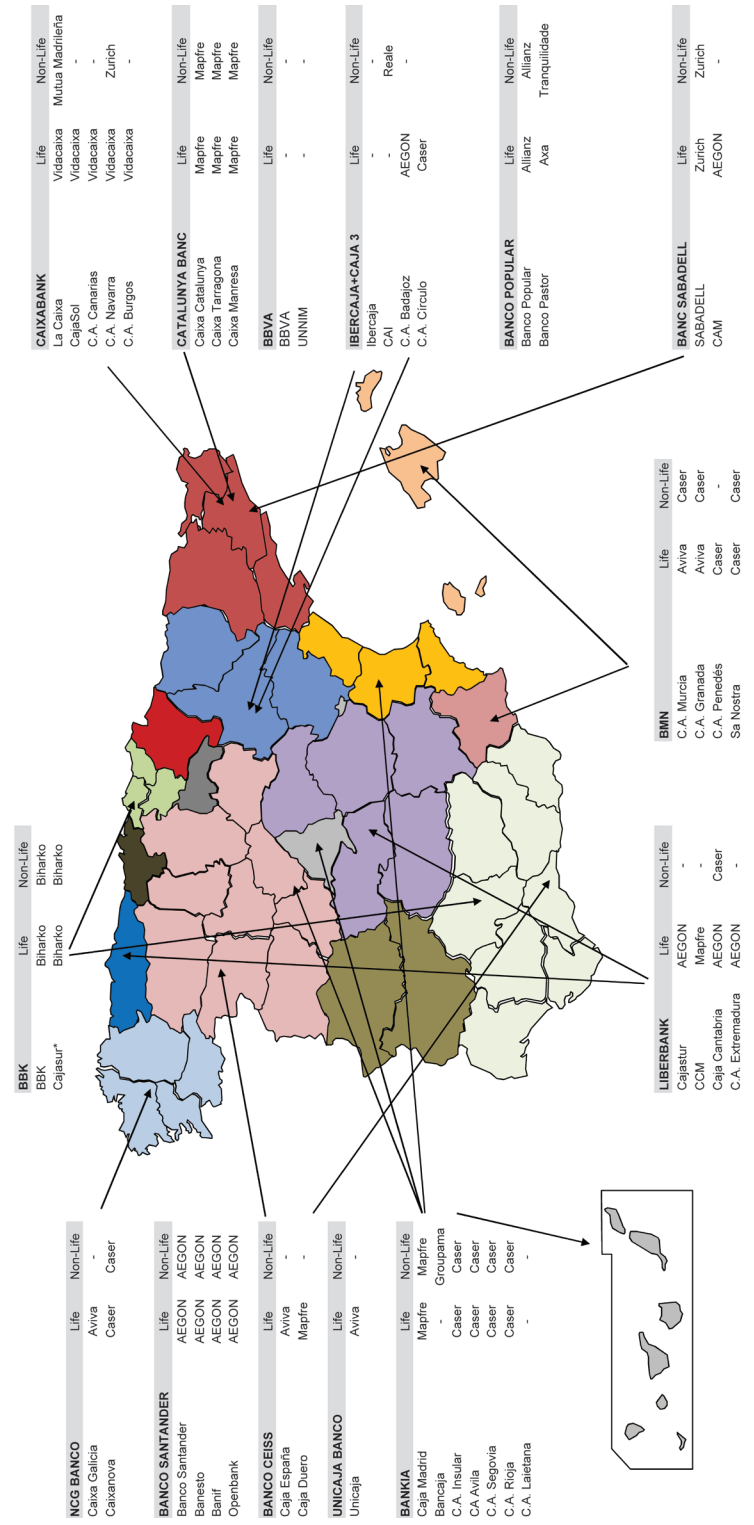 BBK Life Non-Life
BBK Biharko Biharko
Cajasur* Biharko Biharko
NCG BANCO Life Non-Life
Caixa Galicia Aviva -
Caixanova Caser Caser
BANCO SANTANDER Life Non-Life
Banco Santander AEGON AEGON
Banesto AEGON AEGON
Banif AEGON AEGON
Openbank AEGON AEGON
BANCO CEISS Life Non-Life
Caja España Aviva -
Caja Duero Mapfre -
UNICAJA BANCO Life Non-Life
Unicaja Aviva -
BANKIA Life Non-Life
Caja Madrid Mapfre Mapfre
Bancaja - Groupama
C.A. Insular Caser Caser
CA Avila Caser Caser
C.A. Segovia Caser Caser
C.A. Rioja Caser Caser
C.A. Laietana - -
CAIXABANK Life Non-Life
La Caixa Vidacaixa Mutua Madrileña
CajaSol Vidacaixa -
C.A. Canarias Vidacaixa -
C.A. Navarra Vidacaixa Zurich
C.A. Burgos Vidacaixa -
CATALUNYA BANC Life Non-Life
Caixa Catalunya Mapfre Mapfre
Caixa Tarragona Mapfre Mapfre
Caixa Manresa Mapfre Mapfre
BBVA Life Non-Life
BBVA - -
UNNIM - -
IBERCAJA+CAJA 3 Life Non-Life
Ibercaja - -
CAI - Reale
C.A. Badajoz AEGON -
C.A. Círculo Caser
BANCO POPULAR Life Non-Life
Banco Popular Allianz Allianz
Banco Pastor Axa Tranquilidade
BANC SABADELL Life Non-Life
SABADELL Zurich Zurich
CAM AEGON -
LIBERBANK Life Non-Life
Cajastur AEGON -
CCM Mapfre -
Caja Cantabria AEGON Caser
C.A. Extremadura AEGON -
BMN Life Non-Life
C.A. Murcia Aviva Caser
C.A. Granada Aviva Caser
C.A. Penedés Caser -
Sa Nostra Caser Caser